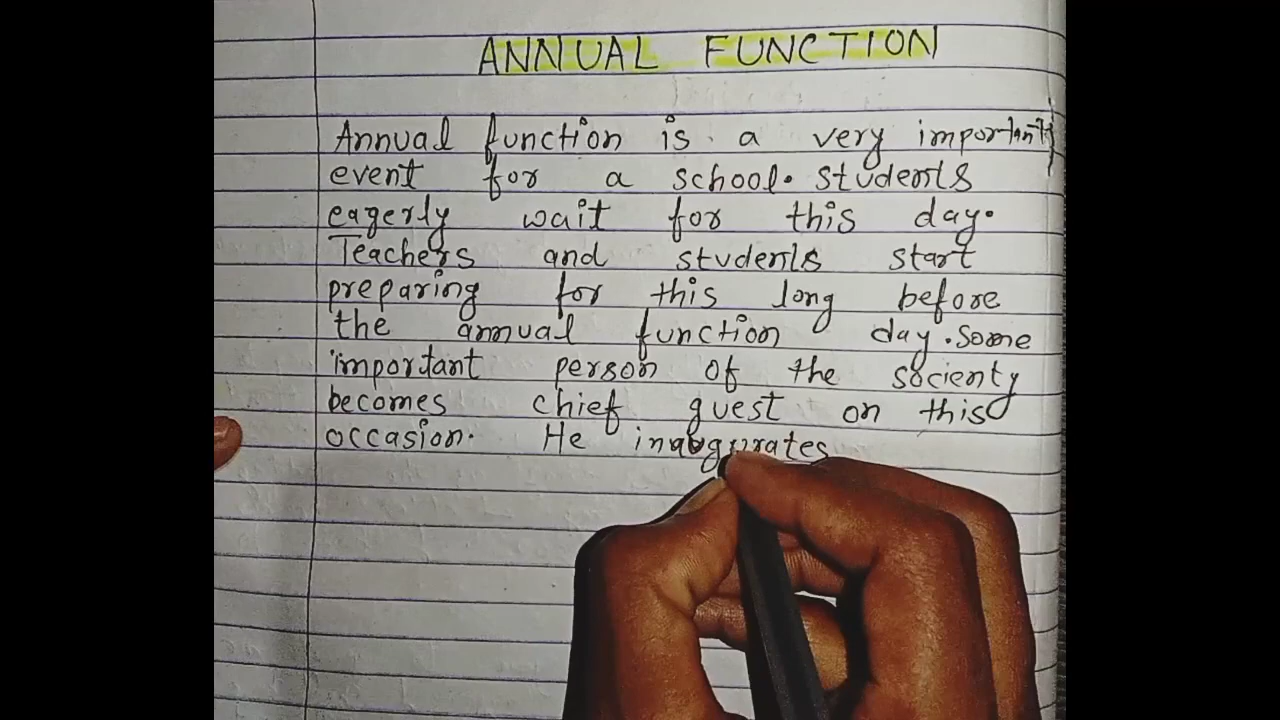 ANNUAL FUNCTION
Annual function is a very important
event for a school. students
eagerly wait for this day.
Teachers and students start
preparing for this long before
the annual function day. Some
important person of the socienty
becomes chief guest on this
occasion. He inaugurates